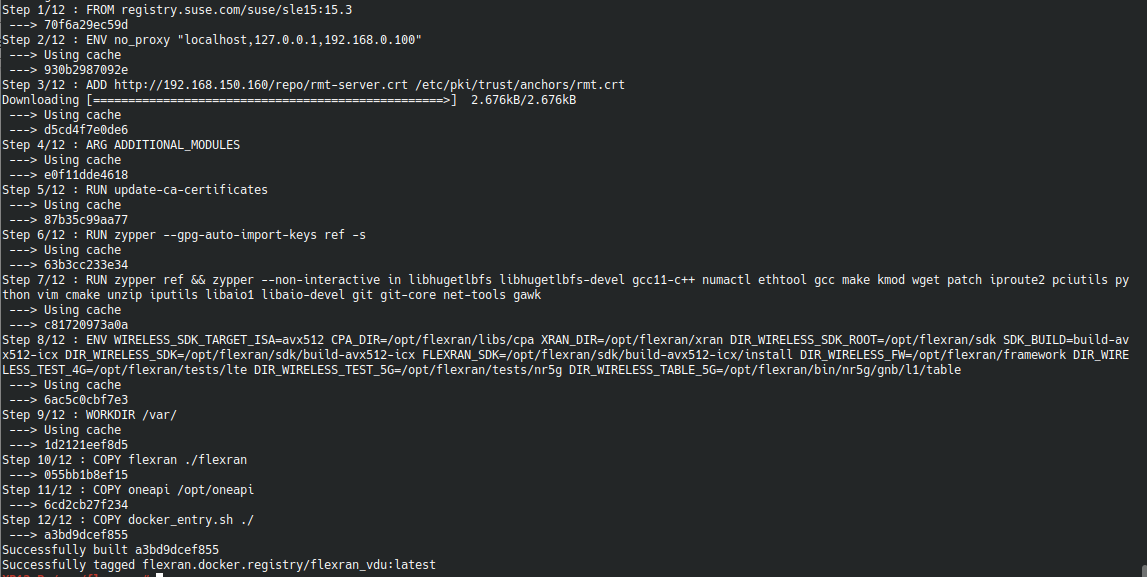 Step 1/12 : FROM registry.suse.com/suse/sle15:15.3
---> 70f6a29ec59d
Step 2/12 : ENV no_proxy "localhost,127.0.0.1,192.168.0.100"
---> Using cache
---> 930b2987092e
Step 3/12 : ADD http://192.168.150.160/repo/rmt-server.crt /etc/pki/trust/anchors/rmt.crt
Downloading [==================================================>]  2.676kB/2.676kB
---> Using cache
---> d5cd4f7e0de6
Step 4/12 : ARG ADDITIONAL_MODULES
---> Using cache
---> e0f11dde4618
Step 5/12 : RUN update-ca-certificates
---> Using cache
---> 87b35c99aa77
Step 6/12 : RUN zypper --gpg-auto-import-keys ref -s
---> Using cache
---> 63b3cc233e34
Step 7/12 : RUN zypper ref && zypper --non-interactive in libhugetlbfs libhugetlbfs-devel gcc11-c++ numactl ethtool gcc make kmod wget patch iproute2 pciutils py
thon vim cmake unzip iputils libaio1 libaio-devel git git-core net-tools gawk
---> Using cache
---> c81720973a0a
Step 8/12 : ENV WIRELESS_SDK_TARGET_ISA=avx512 CPA_DIR=/opt/flexran/libs/cpa XRAN_DIR=/opt/flexran/xran DIR_WIRELESS_SDK_ROOT=/opt/flexran/sdk SDK_BUILD=build-av
x512-icx DIR_WIRELESS_SDK=/opt/flexran/sdk/build-avx512-icx FLEXRAN_SDK=/opt/flexran/sdk/build-avx512-icx/install DIR_WIRELESS_FW=/opt/flexran/framework DIR_WIRE
LESS_TEST_4G=/opt/flexran/tests/lte DIR_WIRELESS_TEST_5G=/opt/flexran/tests/nr5g DIR_WIRELESS_TABLE_5G=/opt/flexran/bin/nr5g/gnb/l1/table
---> Using cache
---> 6ac5c0cbf7e3
Step 9/12 : WORKDIR /var/
---> Using cache
---> 1d2121eef8d5
Step 10/12 : COPY flexran ./flexran
---> 055bb1b8ef15
Step 11/12 : COPY oneapi /opt/oneapi
---> 6cd2cb27f234
Step 12/12 : COPY docker_entry.sh ./
---> a3bd9dcef855
Successfully built a3bd9dcef855
Successfully tagged flexran.docker.registry/flexran_vdu:latest